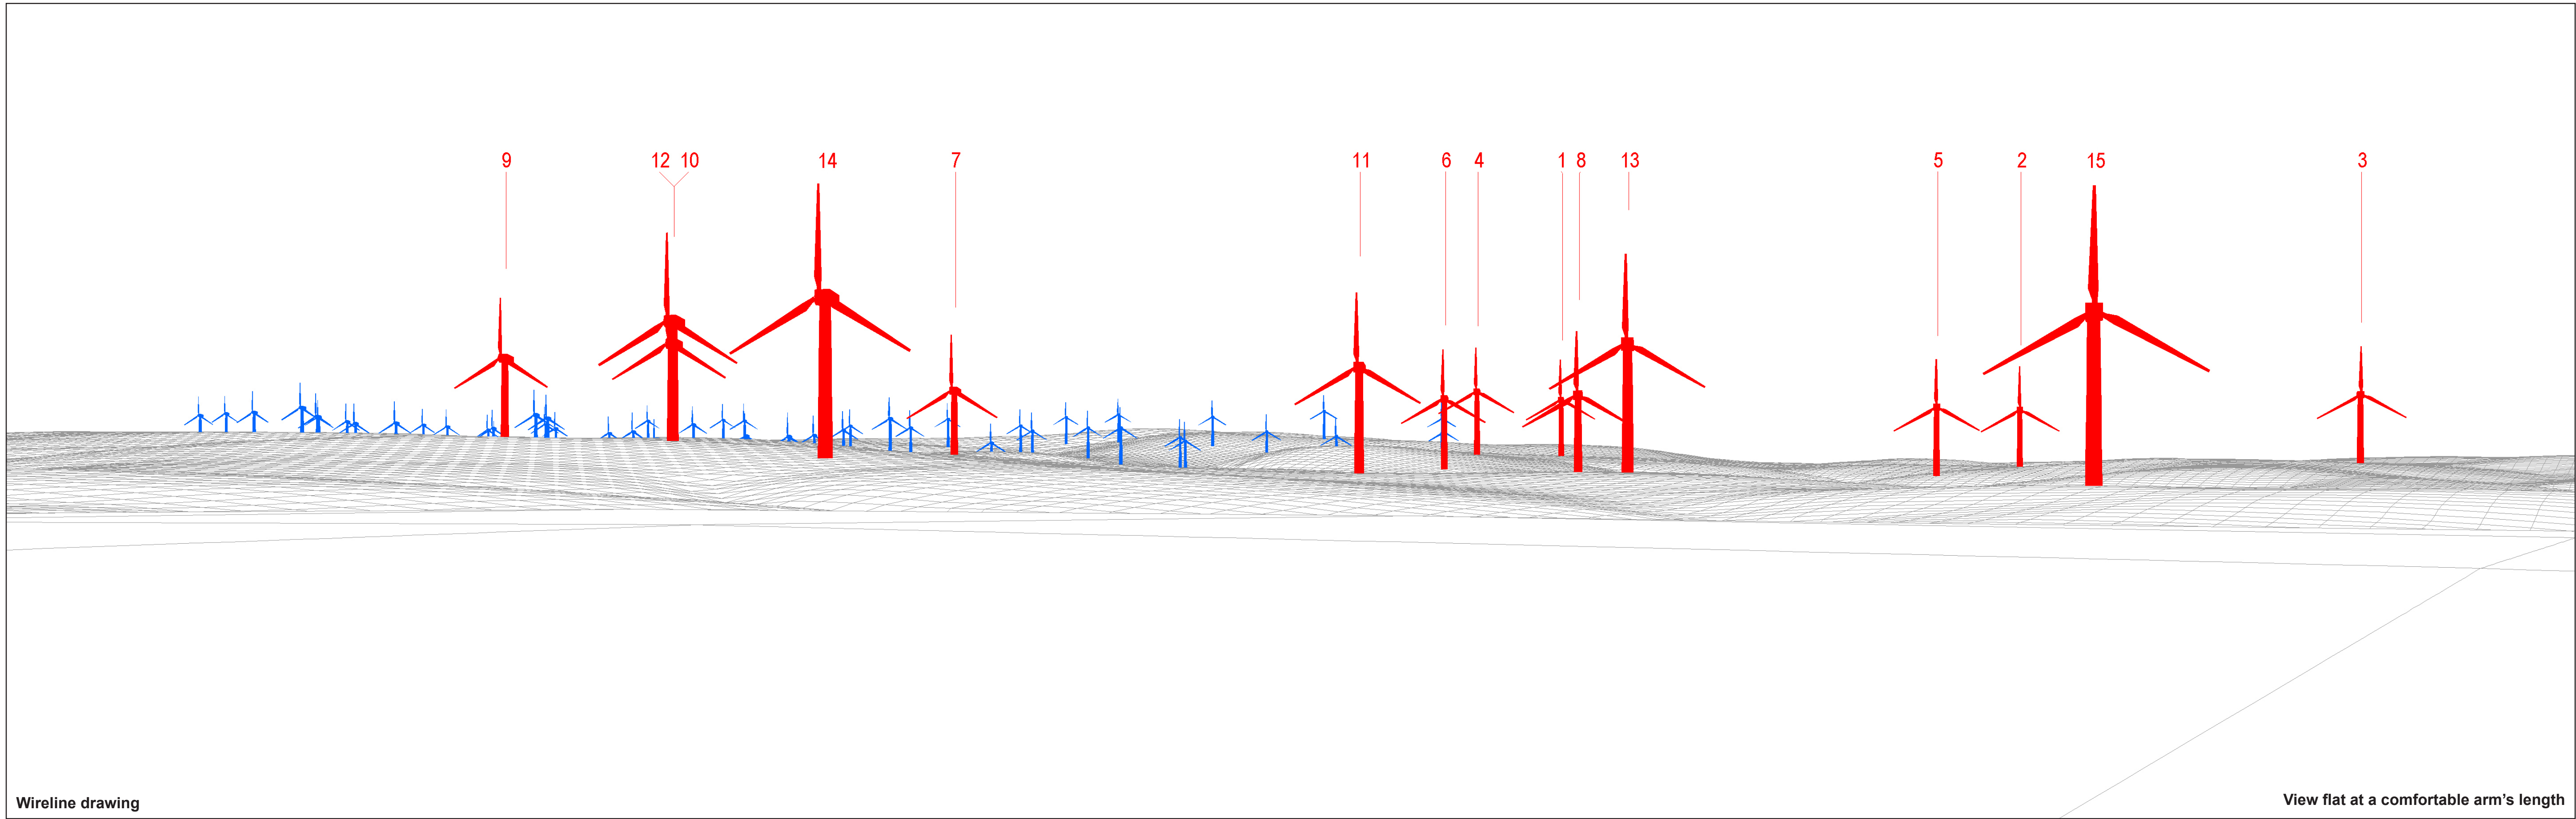 9 12 10 14 7 11 6 4 1 8 13 5 2 15 3
Wireline drawing
View flat at a comfortable arm's length